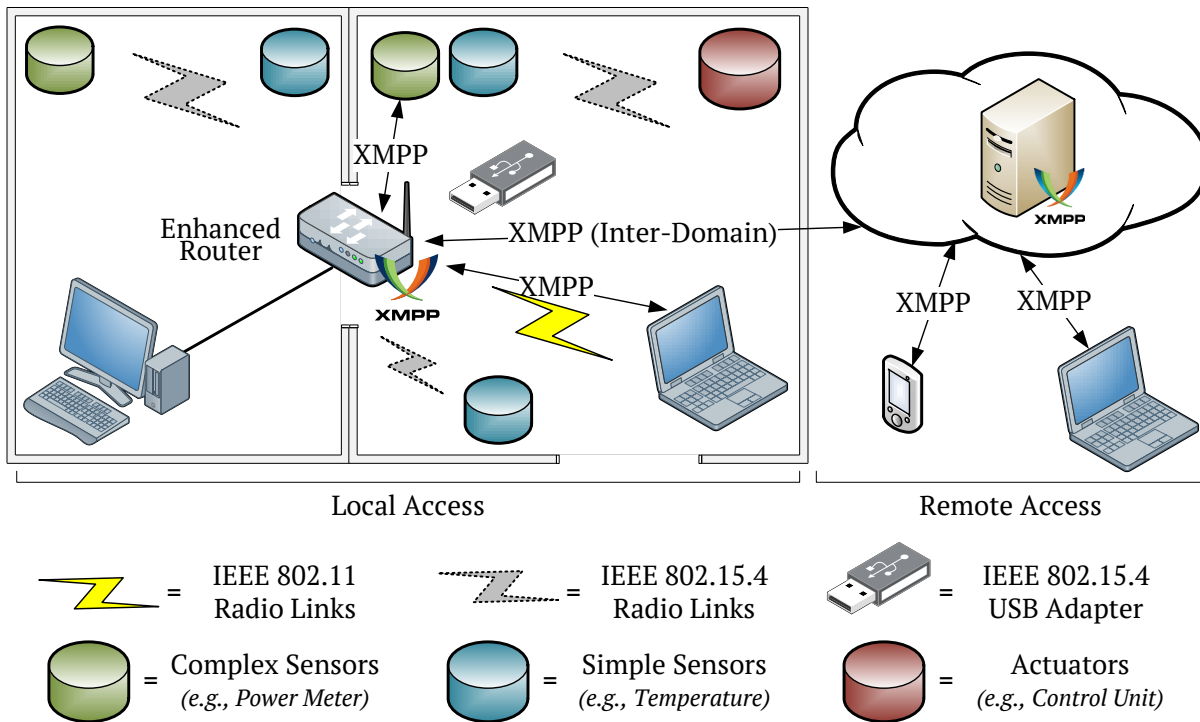 XMPP
Enhanced
Router
XMPP (Inter-Domain)
XMPP
XMPP
XMPP
XMPP
XMPP
Local Access
Remote Access
=
IEEE 802.11
Radio Links
=
IEEE 802.15.4
Radio Links
=
IEEE 802.15.4
USB Adapter
=
Complex Sensors
(e.g., Power Meter)
=
Simple Sensors
(e.g., Temperature)
=
Actuators
(e.g., Control Unit)